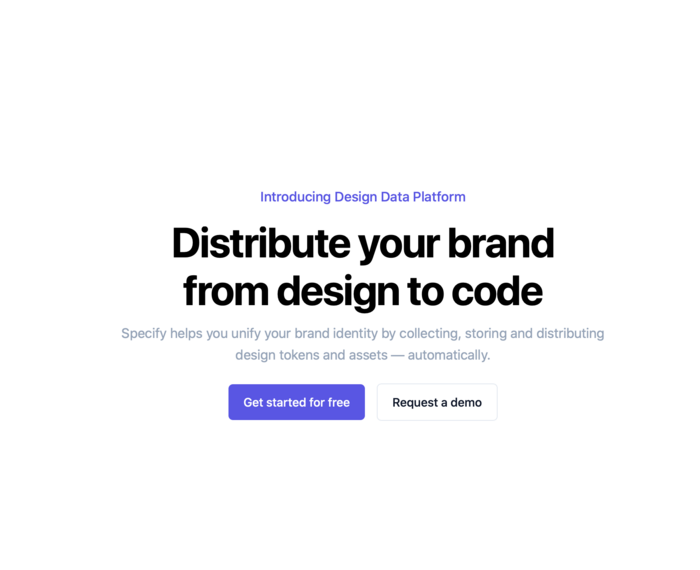 Introducing Design Data Platform
Distribute your brand
from design to code
Specify helps you unify your brand identity by collecting, storing and distributing
design tokens and assets — automatically.
Get started for free
Request a demo